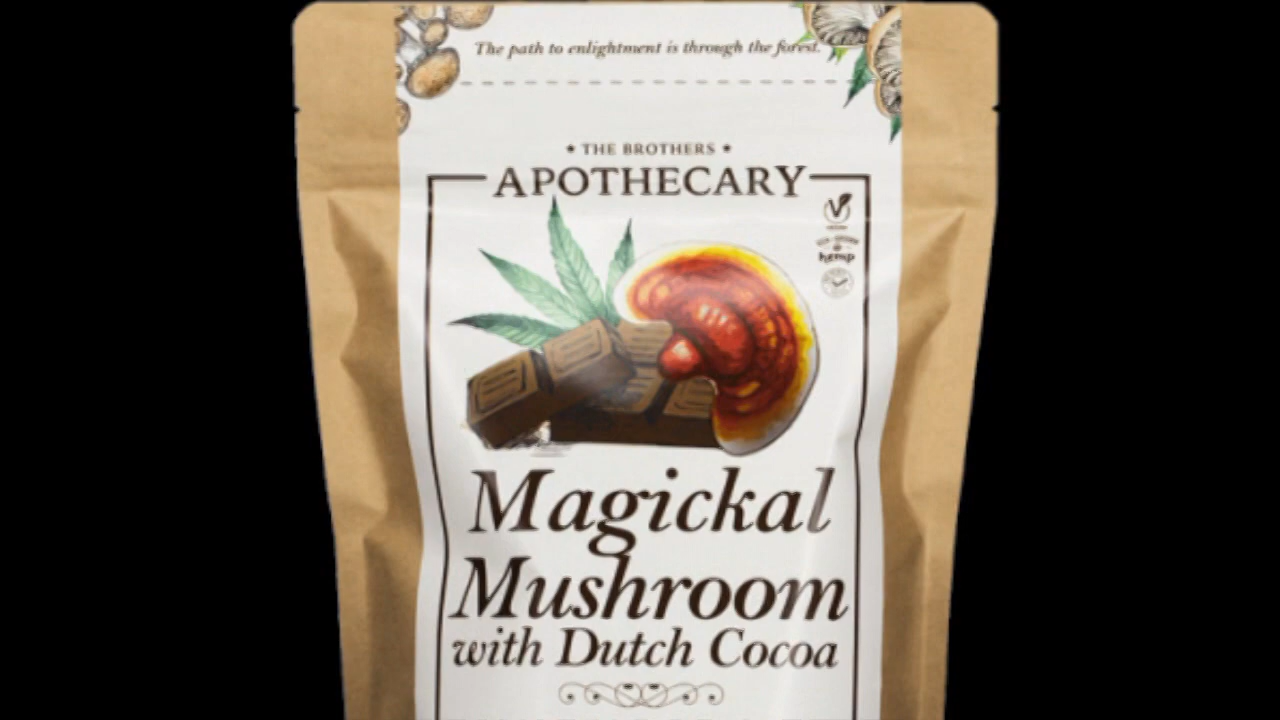 The path to enlightment is through the forest.
THE BROTHERS
APOTHECARY
hemp
Magickal
Mushroom
with Dutch Cocoa